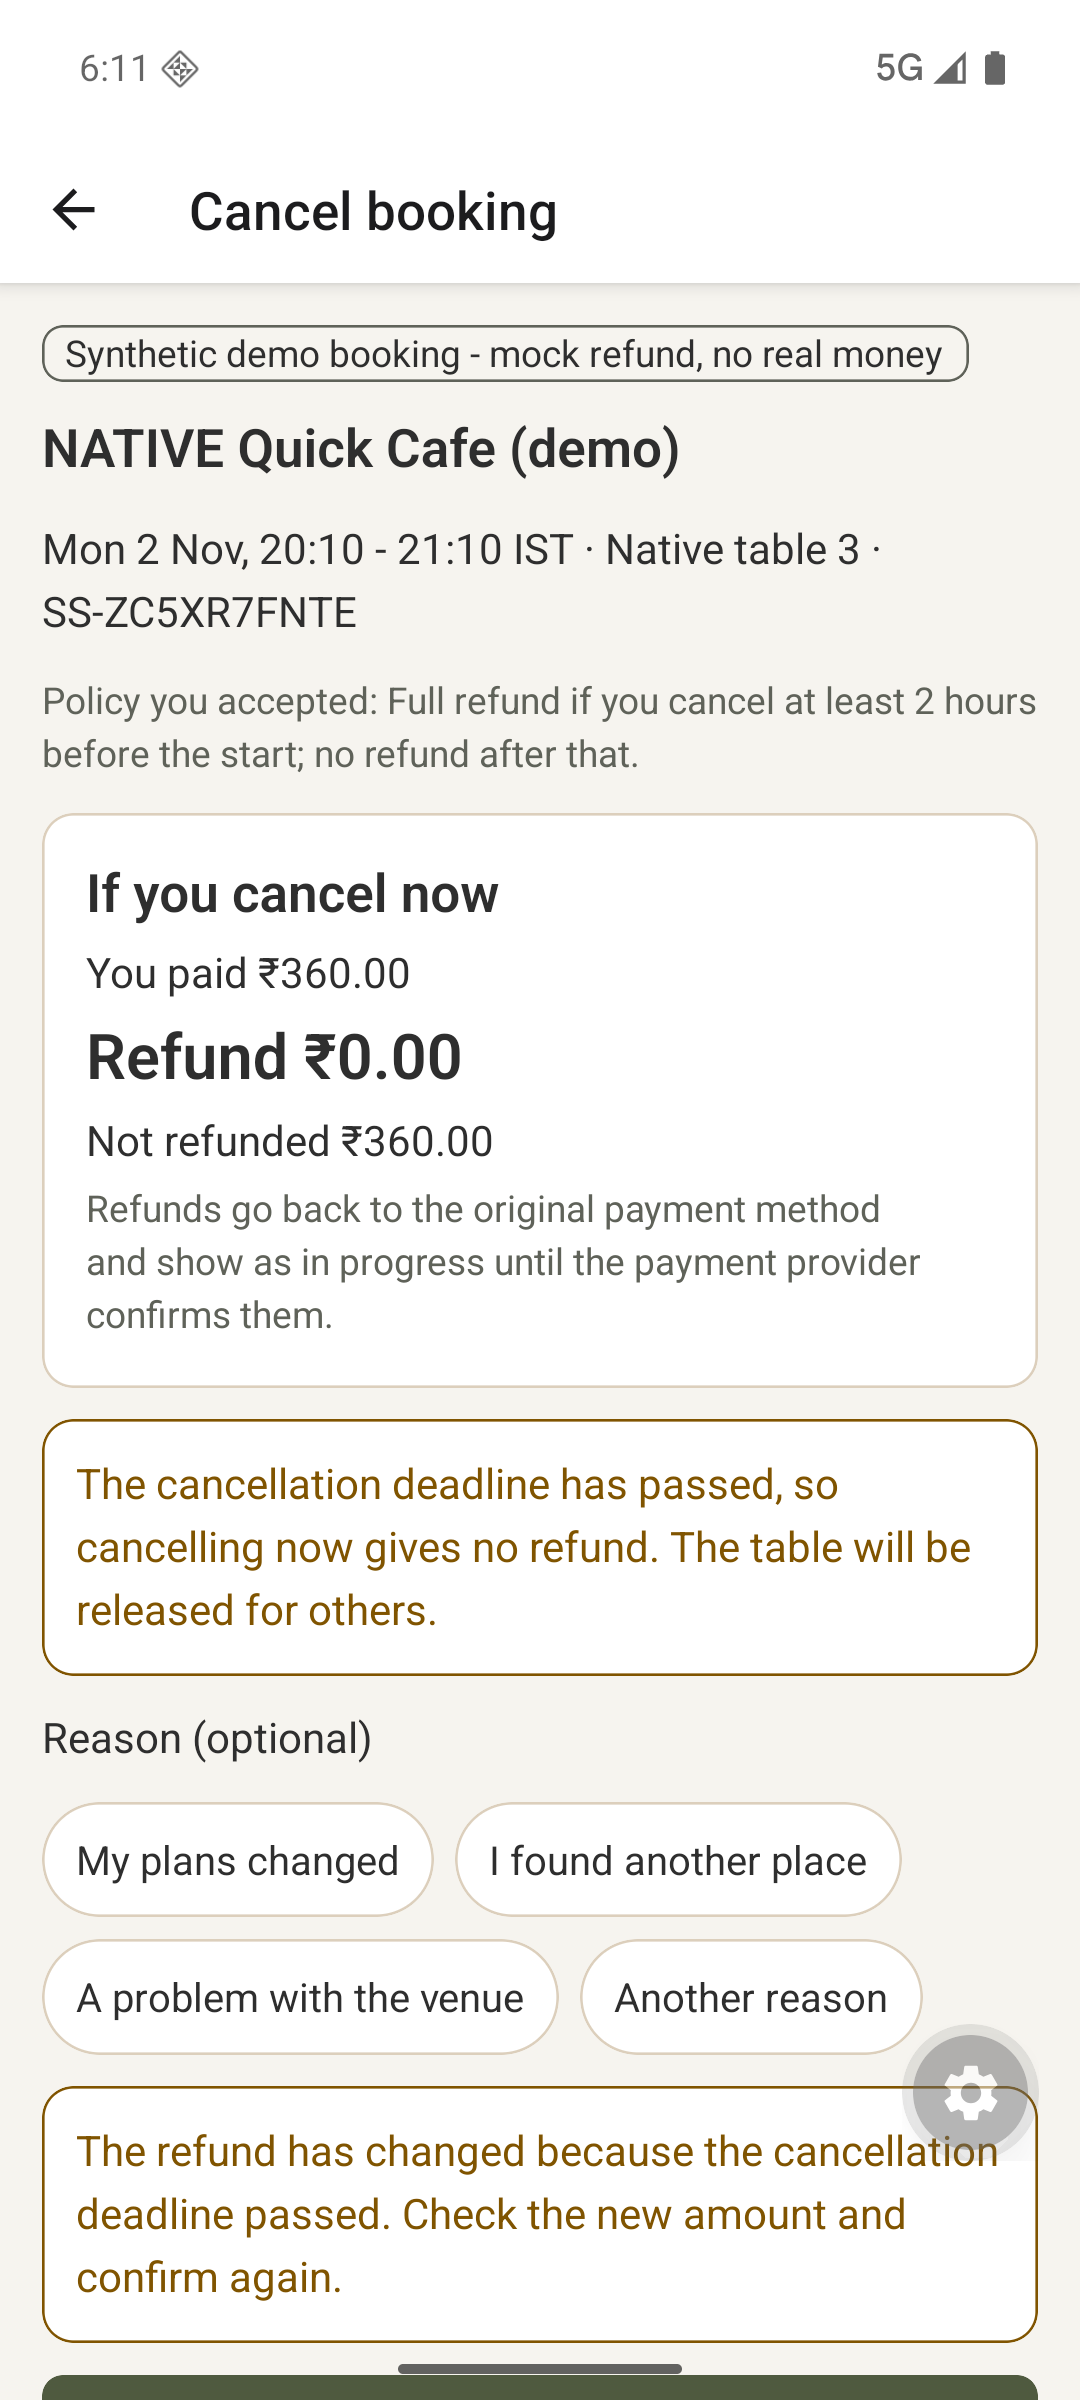 6:11
5G
Cancel booking
Synthetic demo booking - mock refund, no real money
NATIVE Quick Cafe (demo)
Mon 2 Nov, 20:10 - 21:10 IST · Native table 3 ·
SS-ZC5XR7FNTE
Policy you accepted: Full refund if you cancel at least 2 hours
before the start; no refund after that.
If you cancel now
You paid ₹360.00
Refund ₹0.00
Not refunded ₹360.00
Refunds go back to the original payment method
and show as in progress until the payment provider
confirms them.
The cancellation deadline has passed, so
cancelling now gives no refund. The table will be
released for others.
Reason (optional)
My plans changed
I found another place
A problem with the venue
Another reason
The refund has changed because the cancellation
deadline passed. Check the new amount and
confirm again.